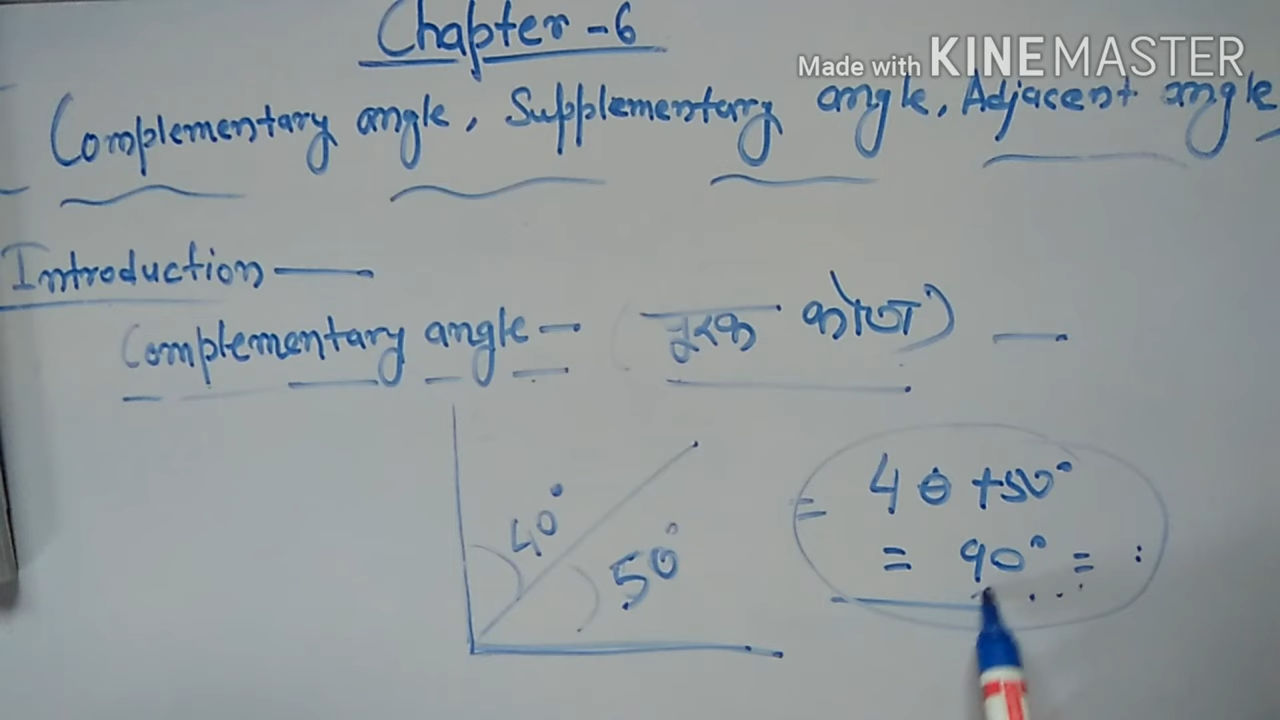 Chapter - 6
Made with KINEMASTER
Complementary angle, Supplementary angle, Adjacent angle
Introduction —
Complementary angle — (पूरक कोण) —
40°
50°
= 40 + 50°
= 90° =